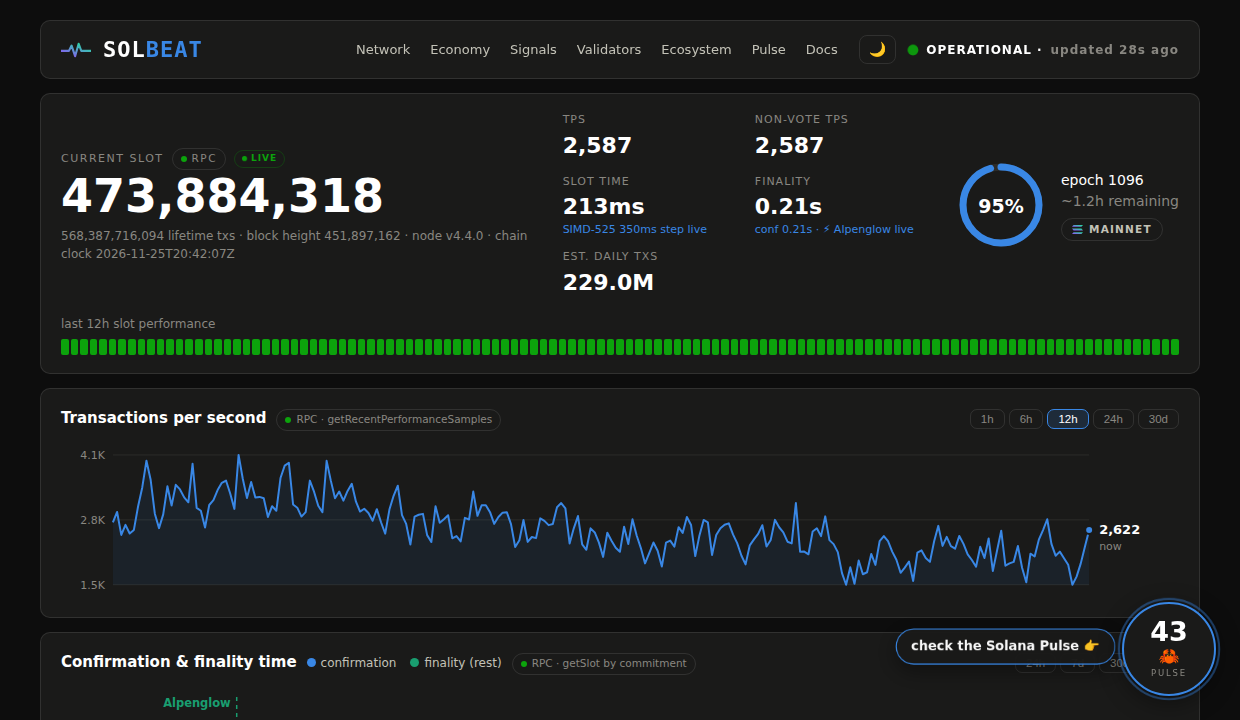 SOLBEAT
Network Economy Signals Validators Ecosystem Pulse Docs 🌙 OPERATIONAL · updated 28s ago
CURRENT SLOT RPC LIVE
473,884,318
568,387,716,094 lifetime txs · block height 451,897,162 · node v4.4.0 · chain
clock 2026-11-25T20:42:07Z
TPS
2,587
NON-VOTE TPS
2,587
SLOT TIME
213ms
SIMD-525 350ms step live
FINALITY
0.21s
conf 0.21s · ⚡ Alpenglow live
EST. DAILY TXS
229.0M
95%
epoch 1096
~1.2h remaining
MAINNET
last 12h slot performance
Transactions per second RPC · getRecentPerformanceSamples
1h 6h 12h 24h 30d
4.1K
2.8K
1.5K
2,622
now
Confirmation & finality time confirmation finality (rest) RPC · getSlot by commitment
Alpenglow
check the Solana Pulse 👉
43
🦀
PULSE